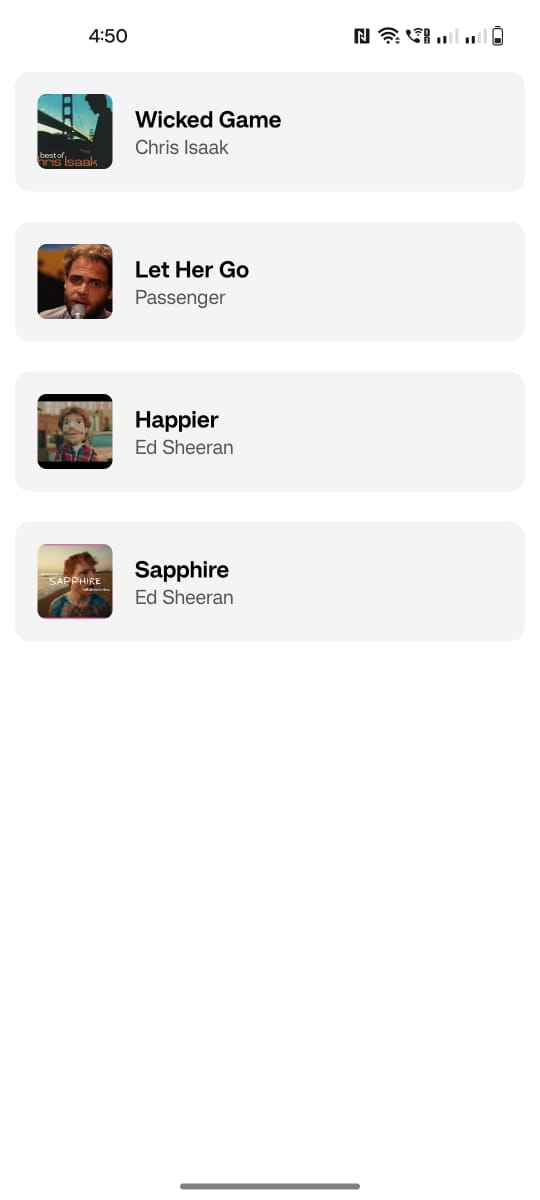 4:50
best of
hris Isaak
Wicked Game
Chris Isaak
Let Her Go
Passenger
Happier
Ed Sheeran
SAPPHIRE
Sapphire
Ed Sheeran